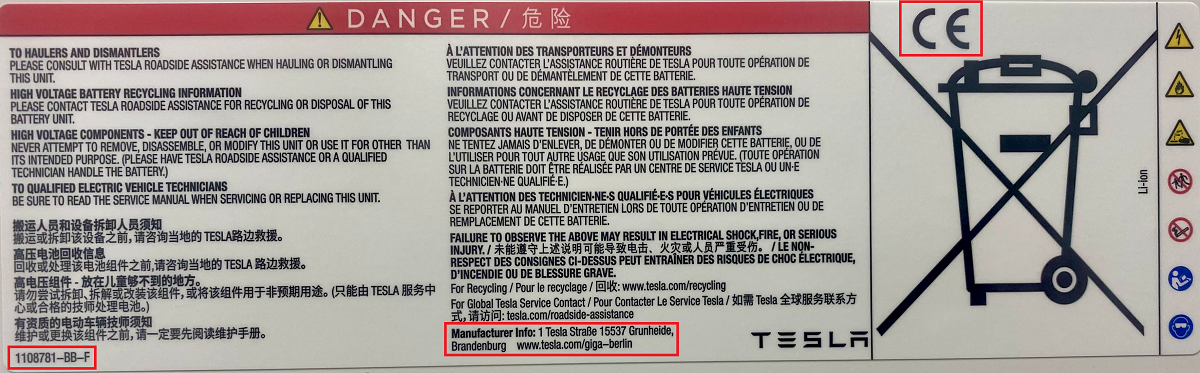 DANGER / 危险
TO HAULERS AND DISMANTLERS
PLEASE CONSULT WITH TESLA ROADSIDE ASSISTANCE WHEN HAULING OR DISMANTLING
THIS UNIT.
HIGH VOLTAGE BATTERY RECYCLING INFORMATION
PLEASE CONTACT TESLA ROADSIDE ASSISTANCE FOR RECYCLING OR DISPOSAL OF THIS
BATTERY UNIT.
HIGH VOLTAGE COMPONENTS - KEEP OUT OF REACH OF CHILDREN
NEVER ATTEMPT TO REMOVE, DISASSEMBLE, OR MODIFY THIS UNIT OR USE IT FOR OTHER THAN
ITS INTENDED PURPOSE. (PLEASE HAVE TESLA ROADSIDE ASSISTANCE OR A QUALIFIED
TECHNICIAN HANDLE THE BATTERY.)
TO QUALIFIED ELECTRIC VEHICLE TECHNICIANS
BE SURE TO READ THE SERVICE MANUAL WHEN SERVICING OR REPLACING THIS UNIT.
搬运人员和设备拆卸人员须知
搬运或拆卸该设备之前,请咨询当地的 TESLA路边救援。
高压电池回收信息
回收或处理该电池组件之前,请咨询当地的 TESLA 路边救援。
高电压组件 - 放在儿童够不到的地方。
请勿尝试拆卸、拆解或改装该组件,或将该组件用于非预期用途。(只能由 TESLA 服务中
心或合格的技师处理电池。)
有资质的电动车辆技师须知
维护或更换该组件之前,请一定要先阅读维护手册。
1108781-BB-F
À L'ATTENTION DES TRANSPORTEURS ET DÉMONTEURS
VEUILLEZ CONTACTER L'ASSISTANCE ROUTIÈRE DE TESLA POUR TOUTE OPÉRATION DE
TRANSPORT OU DE DÉMANTÈLEMENT DE CETTE BATTERIE.
INFORMATIONS CONCERNANT LE RECYCLAGE DES BATTERIES HAUTE TENSION
VEUILLEZ CONTACTER L'ASSISTANCE ROUTIÈRE DE TESLA POUR TOUTE OPÉRATION DE
RECYCLAGE OU AVANT DE DISPOSER DE CETTE BATTERIE.
COMPOSANTS HAUTE TENSION - TENIR HORS DE PORTÉE DES ENFANTS
NE TENTEZ JAMAIS D'ENLEVER, DE DÉMONTER OU DE MODIFIER CETTE BATTERIE, OU DE
L'UTILISER POUR TOUT AUTRE USAGE QUE SON UTILISATION PRÉVUE. (TOUTE OPÉRATION
SUR LA BATTERIE DOIT ÊTRE RÉALISÉE PAR UN CENTRE DE SERVICE TESLA OU UN·E
TECHNICIEN·NE QUALIFIÉ·E.)
À L'ATTENTION DES TECHNICIEN·NE·S QUALIFIÉ·E·S POUR VÉHICULES ÉLECTRIQUES
SE REPORTER AU MANUEL D'ENTRETIEN LORS DE TOUTE OPÉRATION D'ENTRETIEN OU DE
REMPLACEMENT DE CETTE BATTERIE.
FAILURE TO OBSERVE THE ABOVE MAY RESULT IN ELECTRICAL SHOCK,FIRE, OR SERIOUS
INJURY. / 未能遵守上述说明可能导致电击、火灾或人员严重受伤。 / LE NON-
RESPECT DES CONSIGNES CI-DESSUS PEUT ENTRAÎNER DES RISQUES DE CHOC ÉLECTRIQUE,
D'INCENDIE OU DE BLESSURE GRAVE.
For Recycling / Pour le recyclage / 回收: www.tesla.com/recycling
For Global Tesla Service Contact / Pour Contacter Le Service Tesla / 如需 Tesla 全球服务联系方
式,请访问: tesla.com/roadside-assistance
Manufacturer Info: 1 Tesla Straße 15537 Grunheide,
Brandenburg www.tesla.com/giga-berlin
TESLA
CE
Li-ion